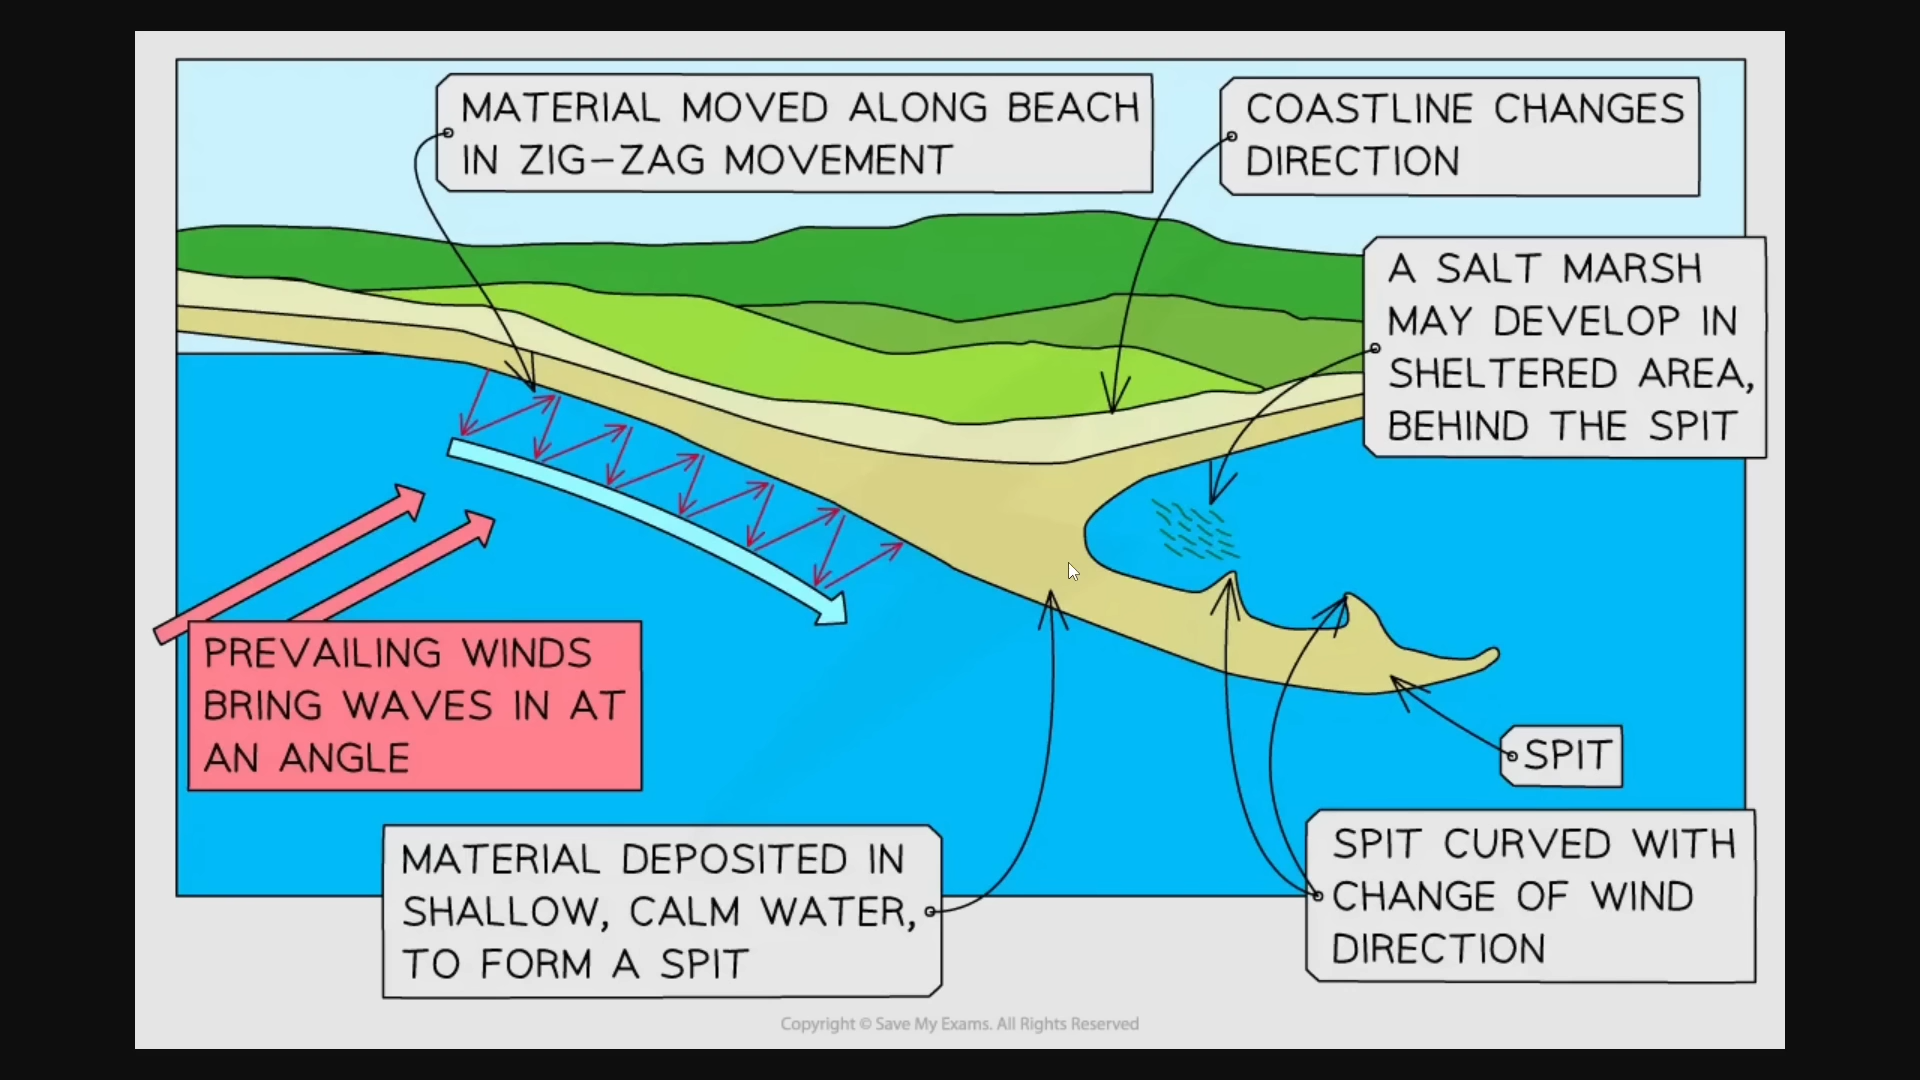 MATERIAL MOVED ALONG BEACH
IN ZIG-ZAG MOVEMENT
COASTLINE CHANGES
DIRECTION
A SALT MARSH
MAY DEVELOP IN
SHELTERED AREA,
BEHIND THE SPIT
PREVAILING WINDS
BRING WAVES IN AT
AN ANGLE
SPIT
MATERIAL DEPOSITED IN
SHALLOW, CALM WATER,
TO FORM A SPIT
SPIT CURVED WITH
CHANGE OF WIND
DIRECTION
Copyright © Save My Exams. All Rights Reserved